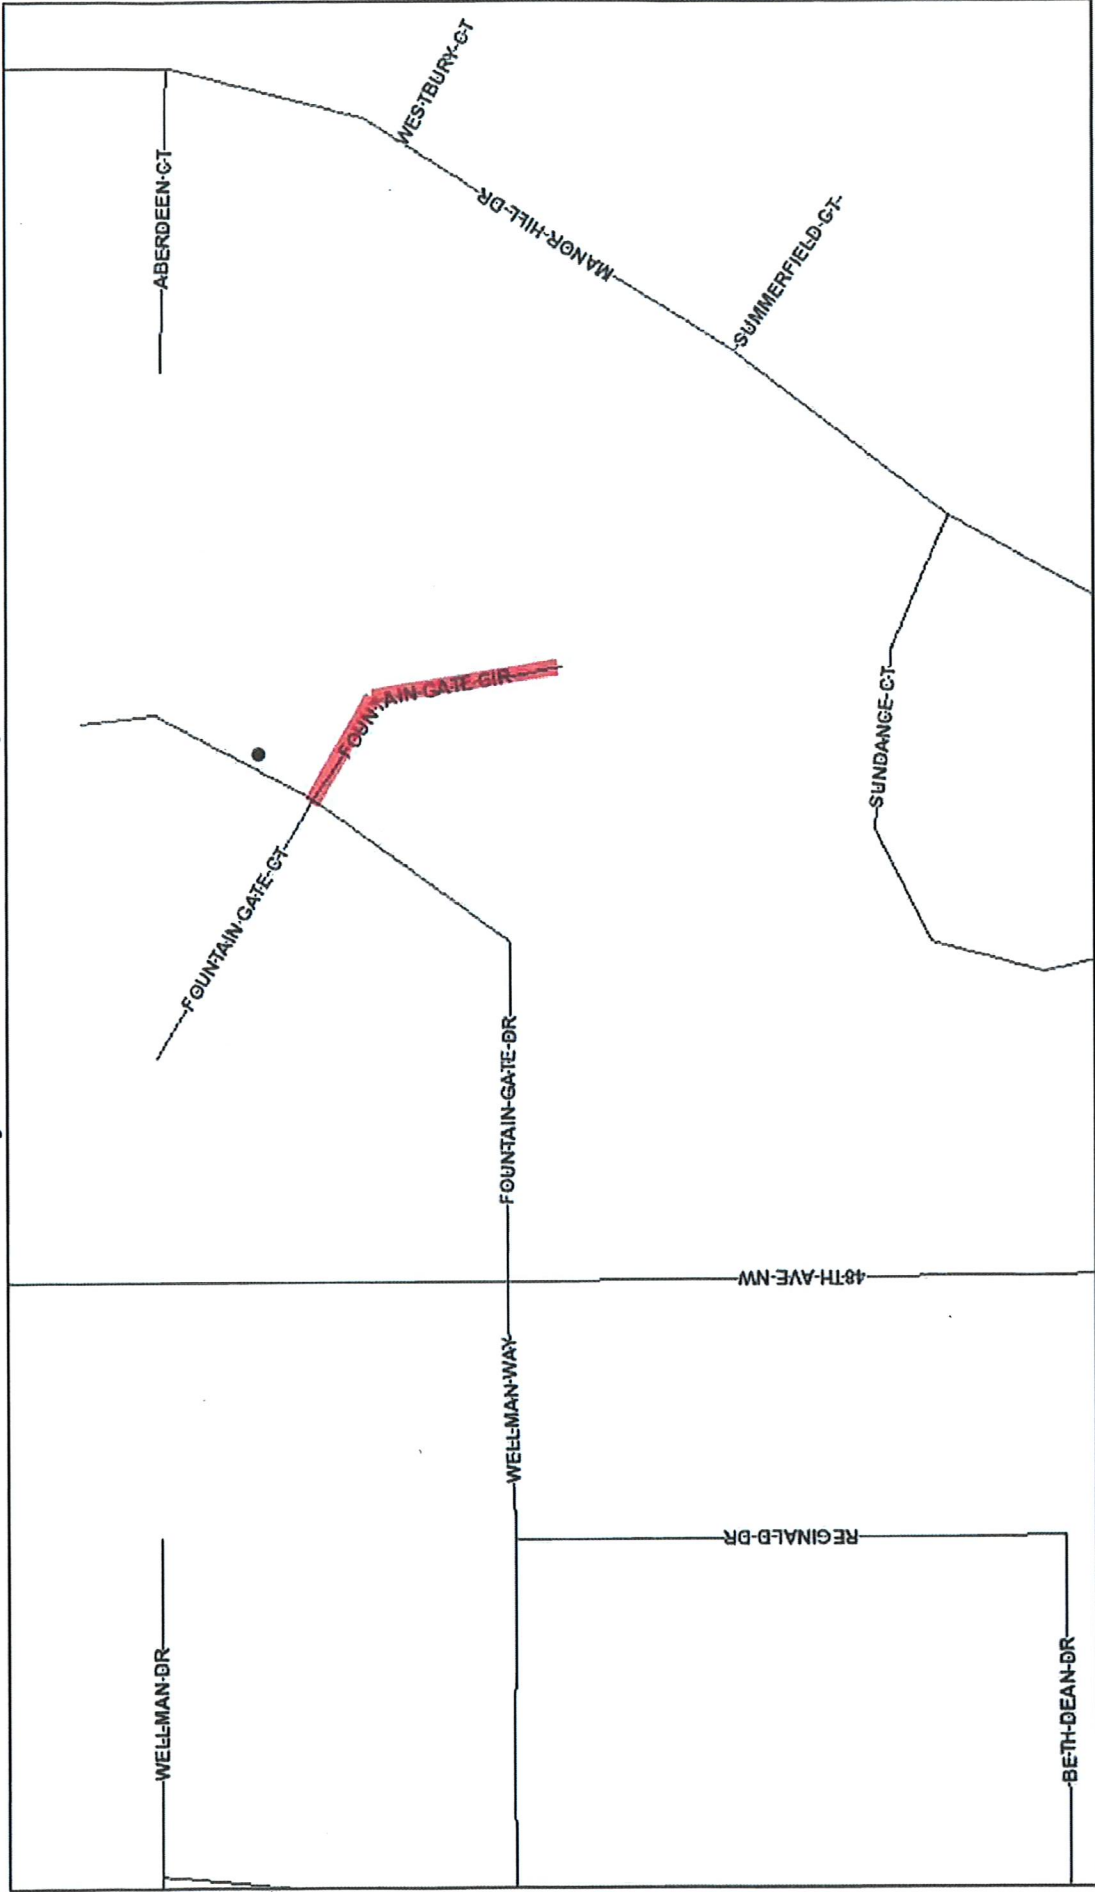 WESTBURY CT
ABERDEEN CT
MANOR HILL DR
SUMMERFIELD CT
FOUNTAIN GATE CIR
SUNDANCE CT
FOUNTAIN GATE CT
FOUNTAIN GATE DR
48TH AVE NW
WELLMAN WAY
REGINALD DR
WELLMAN DR
BETH DEAN DR